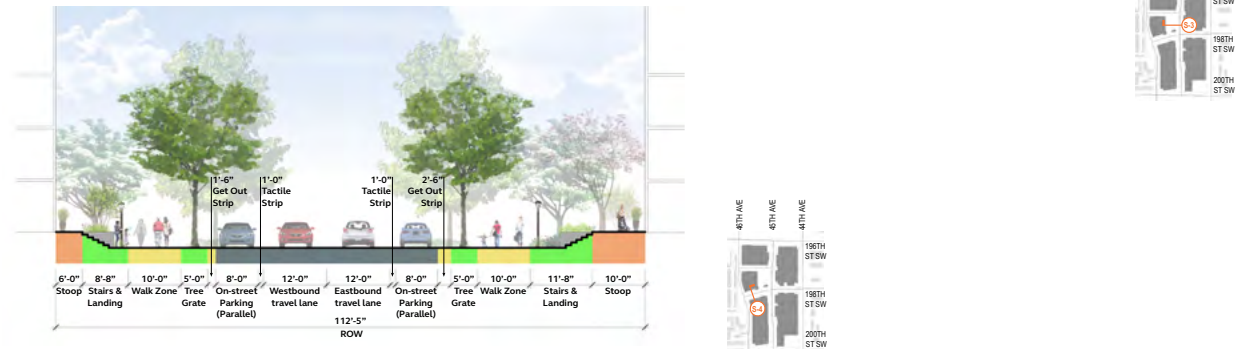 1'-6"
Get Out
Strip
1'-0"
Tactile
Strip
1'-0"
Tactile
Strip
2'-6"
Get Out
Strip
6'-0"
Stoop
8'-8"
Stairs &
Landing
10'-0"
Walk Zone
5'-0"
Tree
Grate
8'-0"
On-street
Parking
(Parallel)
12'-0"
Westbound
travel lane
12'-0"
Eastbound
travel lane
8'-0"
On-street
Parking
(Parallel)
5'-0"
Tree
Grate
10'-0"
Walk Zone
11'-8"
Stairs &
Landing
10'-0"
Stoop
112'-5"
ROW
46TH AVE
45TH AVE
44TH AVE
196TH
ST SW
198TH
ST SW
200TH
ST SW
S-4
ST SW
S-3
198TH
ST SW
200TH
ST SW